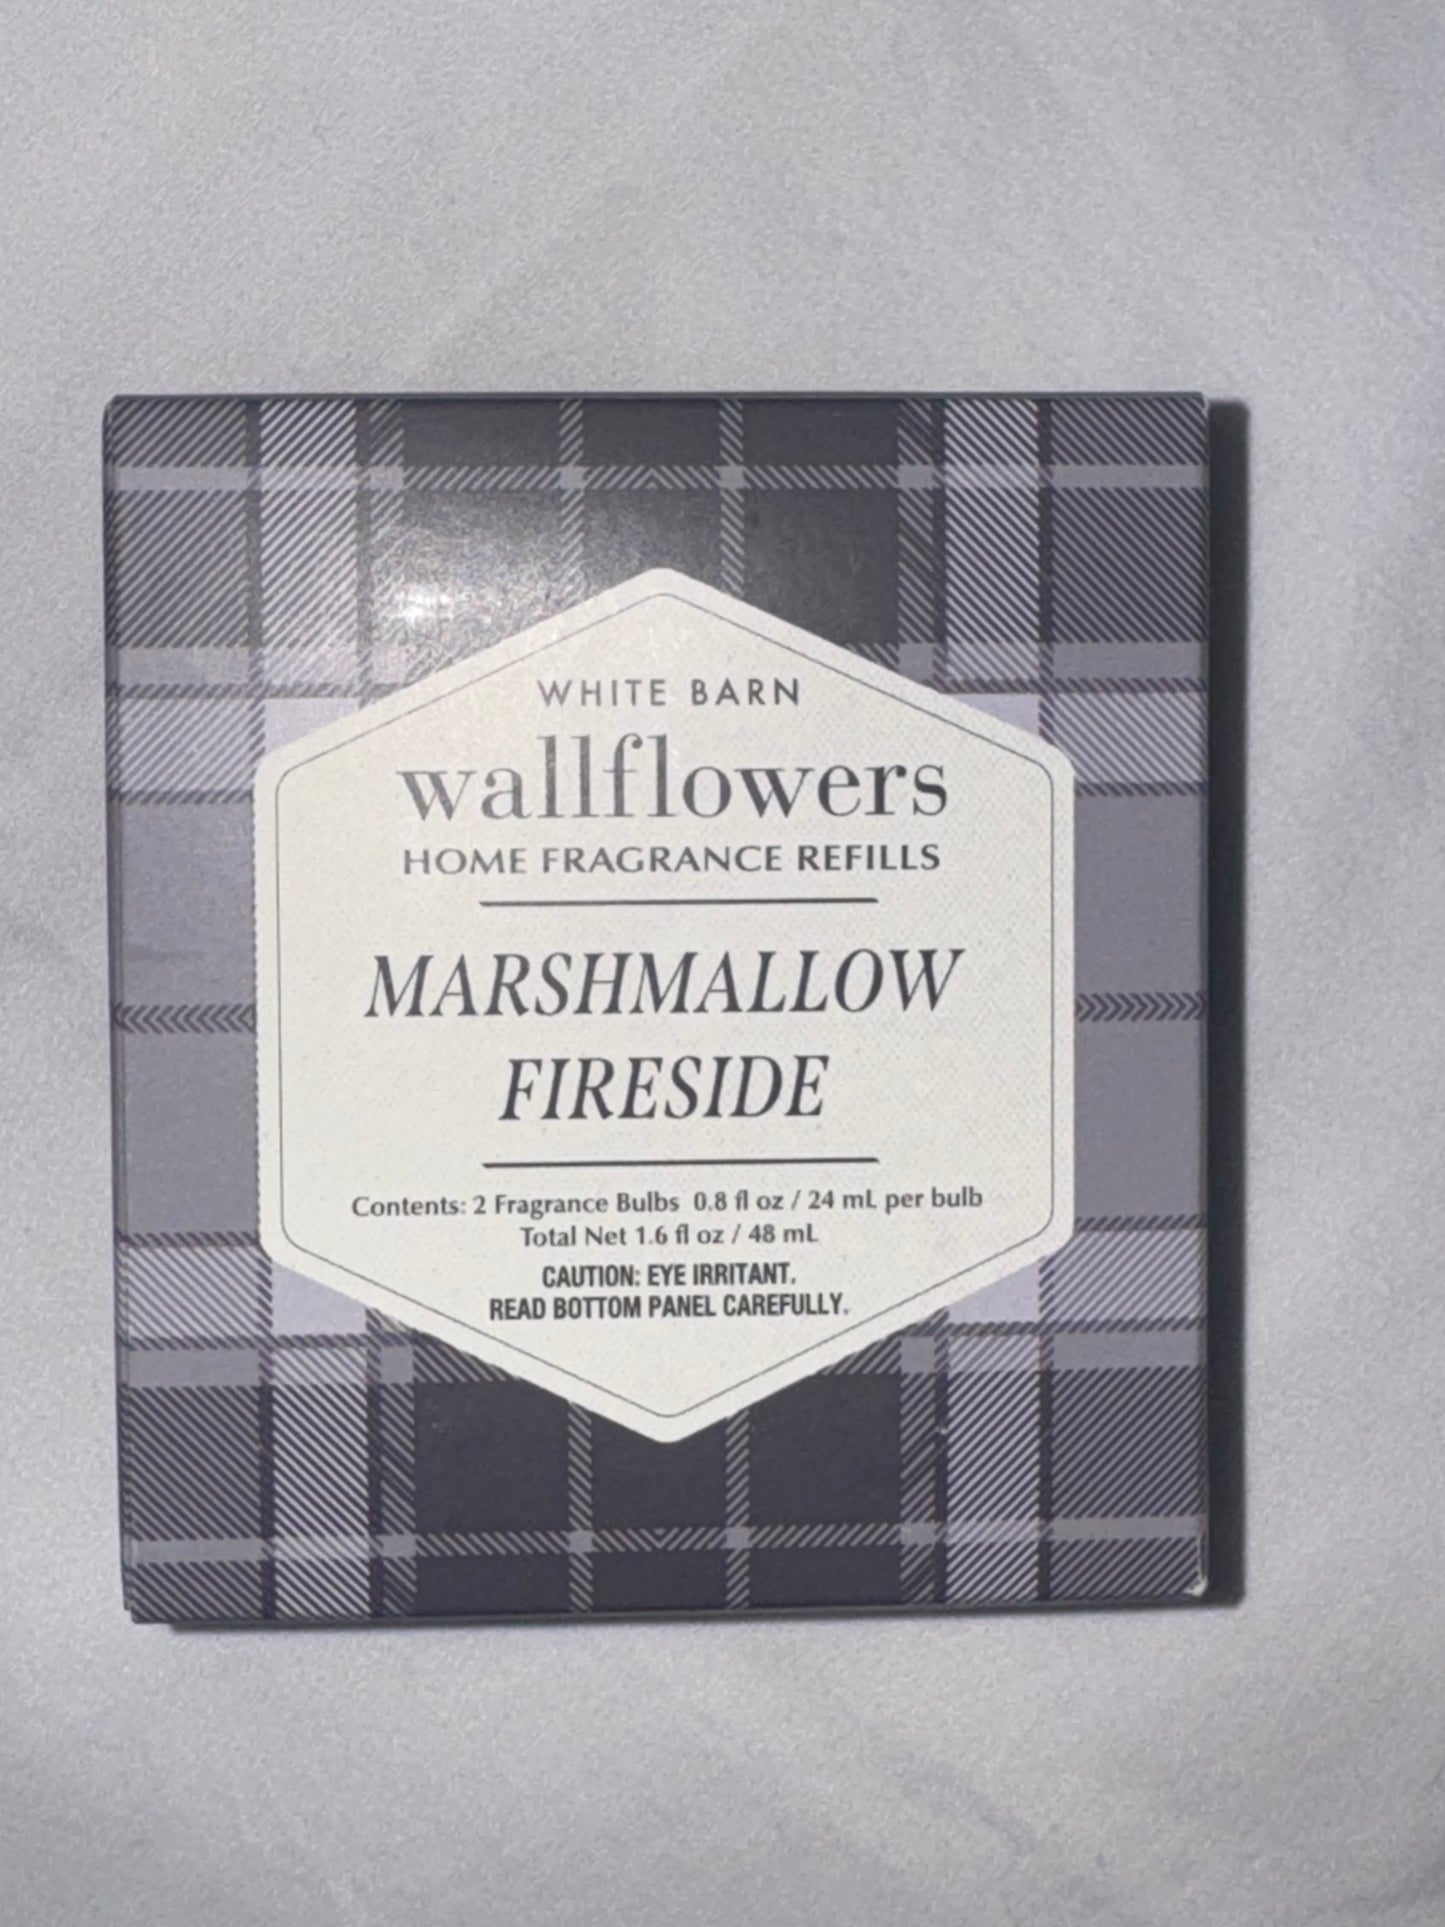 WHITE BARN
wallflowers
HOME FRAGRANCE REFILLS
MARSHMALLOW
FIRESIDE
Contents: 2 Fragrance Bulbs 0.8 fl oz / 24 mL per bulb
Total Net 1.6 fl oz / 48 mL
CAUTION: EYE IRRITANT.
READ BOTTOM PANEL CAREFULLY.